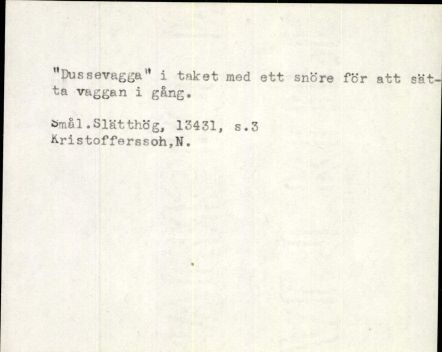 "Dussevagga" i taket med ett snöre för att sät-
ta vaggan i gång.
Smål.Slätthög, 13431, s.3
Kristofferssoh,N.